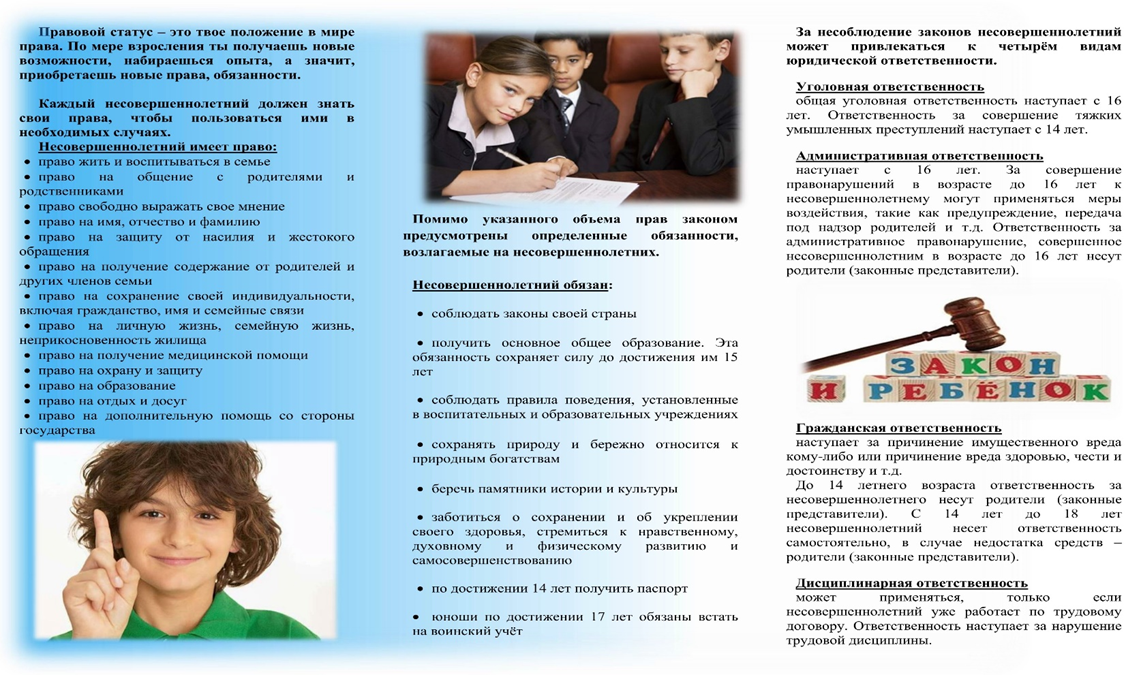 Правовой статус – это твое положение в мире
права. По мере взросления ты получаешь новые
возможности, набираешься опыта, а значит,
приобретаешь новые права, обязанности.
Каждый несовершеннолетний должен знать
свои права, чтобы пользоваться ими в
необходимых случаях.
Несовершеннолетний имеет право:
• право жить и воспитываться в семье
• право на общение с родителями и
родственниками
• право свободно выражать свое мнение
• право на имя, отчество и фамилию
• право на защиту от насилия и жестокого
обращения
• право на получение содержание от родителей и
других членов семьи
• право на сохранение своей индивидуальности,
включая гражданство, имя и семейные связи
• право на личную жизнь, семейную жизнь,
неприкосновенность жилища
• право на получение медицинской помощи
• право на охрану и защиту
• право на образование
• право на отдых и досуг
• право на дополнительную помощь со стороны
государства
Помимо указанного объема прав законом
предусмотрены определенные обязанности,
возлагаемые на несовершеннолетних.
Несовершеннолетний обязан:
• соблюдать законы своей страны
• получить основное общее образование. Эта
обязанность сохраняет силу до достижения им 15
лет
• соблюдать правила поведения, установленные
в воспитательных и образовательных учреждениях
• сохранять природу и бережно относится к
природным богатствам
• беречь памятники истории и культуры
• заботиться о сохранении и об укреплении
своего здоровья, стремиться к нравственному,
духовному и физическому развитию и
самосовершенствованию
• по достижении 14 лет получить паспорт
• юноши по достижении 17 лет обязаны встать
на воинский учёт
За несоблюдение законов несовершеннолетний
может привлекаться к четырём видам
юридической ответственности.
Уголовная ответственность
общая уголовная ответственность наступает с 16
лет. Ответственность за совершение тяжких
умышленных преступлений наступает с 14 лет.
Административная ответственность
наступает с 16 лет. За совершение
правонарушений в возрасте до 16 лет к
несовершеннолетнему могут применяться меры
воздействия, такие как предупреждение, передача
под надзор родителей и т.д. Ответственность за
административное правонарушение, совершенное
несовершеннолетним в возрасте до 16 лет несут
родители (законные представители).
ЗАКОН
И РЕБЁНОК
Гражданская ответственность
наступает за причинение имущественного вреда
кому-либо или причинение вреда здоровью, чести и
достоинству и т.д.
До 14 летнего возраста ответственность за
несовершеннолетнего несут родители (законные
представители). С 14 лет до 18 лет
несовершеннолетний несет ответственность
самостоятельно, в случае недостатка средств –
родители (законные представители).
Дисциплинарная ответственность
может применяться, только если
несовершеннолетний уже работает по трудовому
договору. Ответственность наступает за нарушение
трудовой дисциплины.